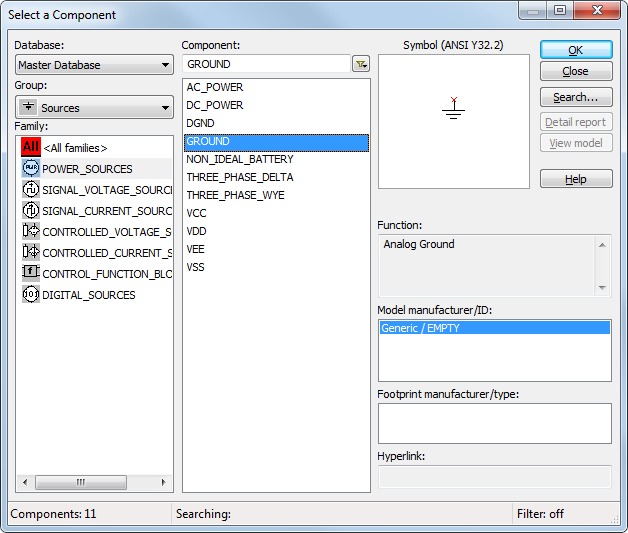 Select a Component
Database:
Master Database
Group:
Sources
Family:
All <All families>
PWR POWER_SOURCES
SIGNAL_VOLTAGE_SOURC
SIGNAL_CURRENT_SOURC
CONTROLLED_VOLTAGE_S
CONTROLLED_CURRENT_S
f CONTROL_FUNCTION_BLO
DIGITAL_SOURCES
Component:
GROUND
AC_POWER
DC_POWER
DGND
GROUND
NON_IDEAL_BATTERY
THREE_PHASE_DELTA
THREE_PHASE_WYE
VCC
VDD
VEE
VSS
Symbol (ANSI Y32.2)
OK
Close
Search...
Detail report
View model
Help
Function:
Analog Ground
Model manufacturer/ID:
Generic / EMPTY
Footprint manufacturer/type:
Hyperlink:
Components: 11
Searching:
Filter: off